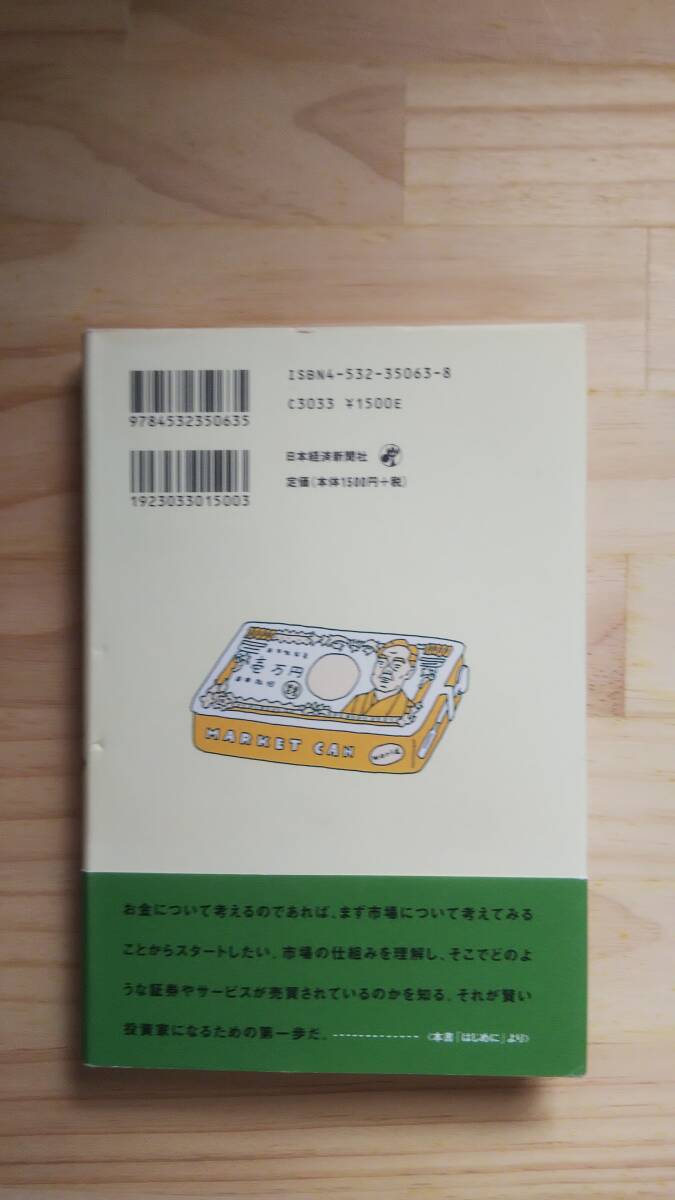 ISBN4-532-35063-8
C3033 ¥1500E
9784532350635
日本経済新聞社
定価(本体1500円+税)
1923033015003
壱万円
MARKET CAN
お金について考えるのであれば、まず市場について考えてみる
ことからスタートしたい。市場の仕組みを理解し、そこでどのよ
うな証券やサービスが売買されているのかを知る。それが賢い
投資家になるための第一歩だ。------------〈本書「はじめに」より〉